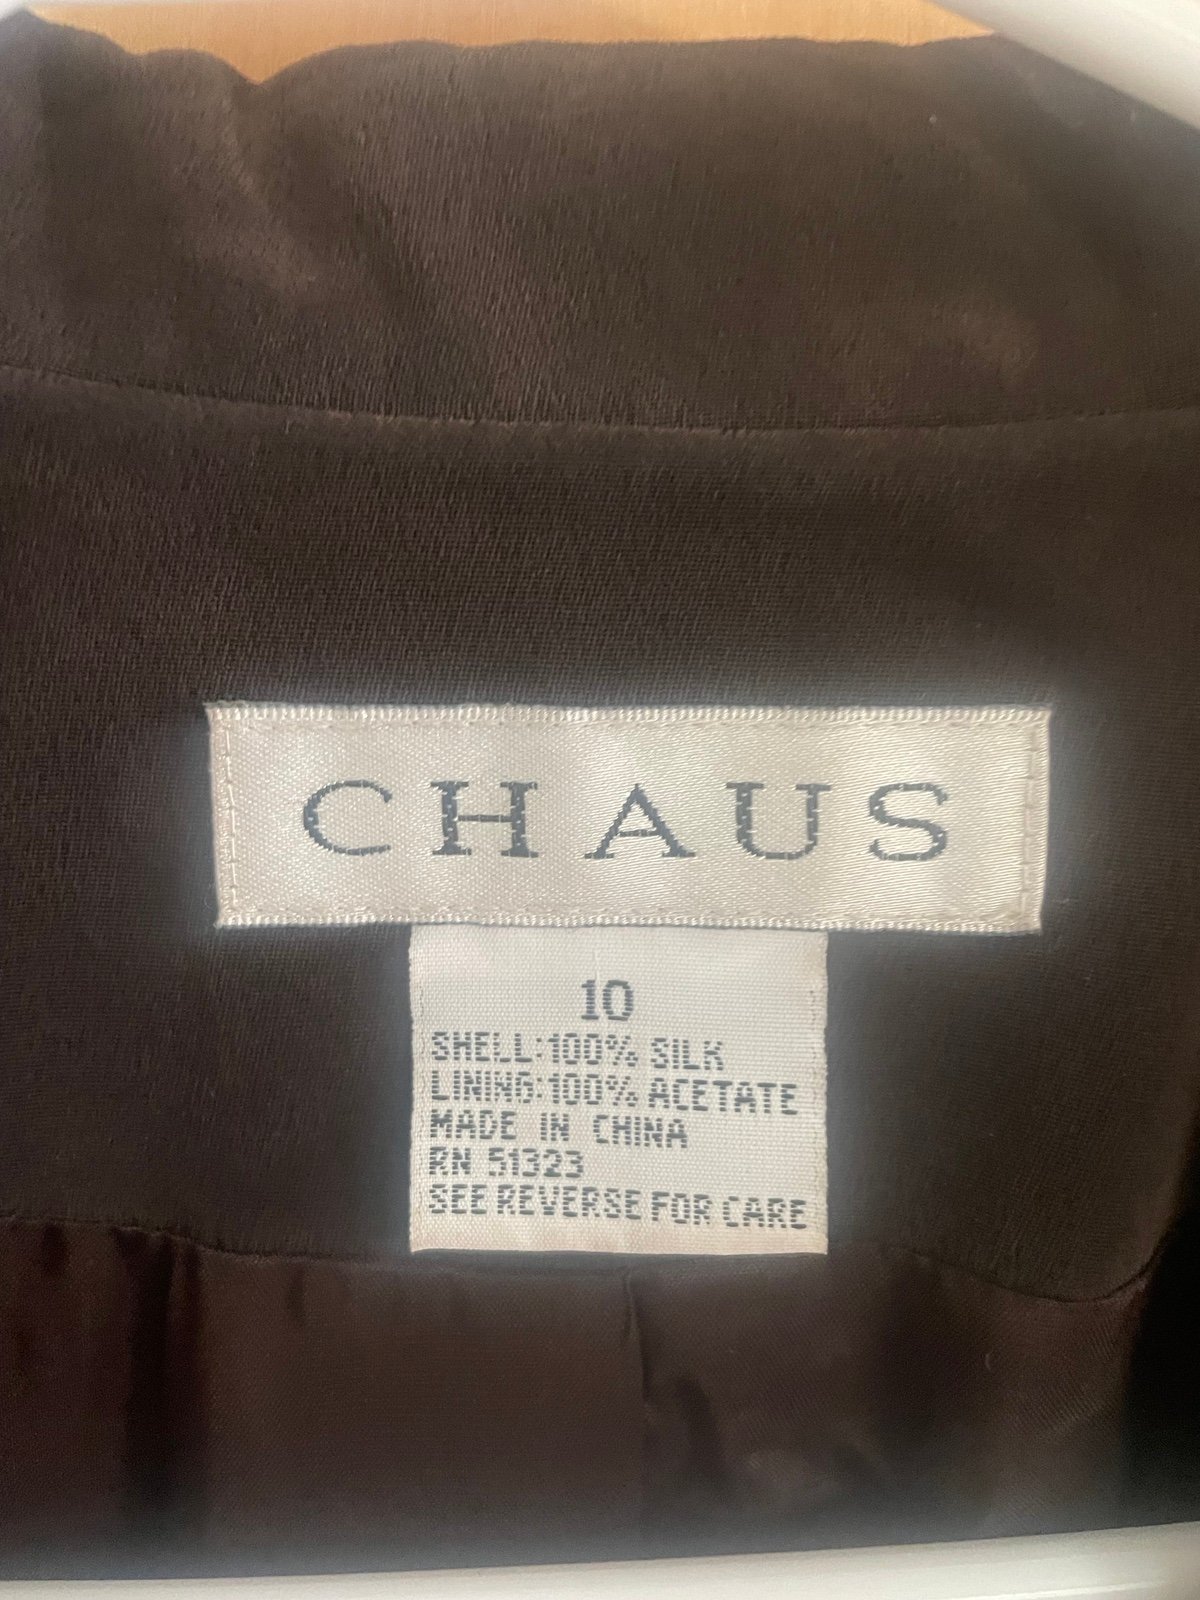 CHAUS
10
SHELL:100% SILK
LINING:100% ACETATE
MADE IN CHINA
RN 51323
SEE REVERSE FOR CARE